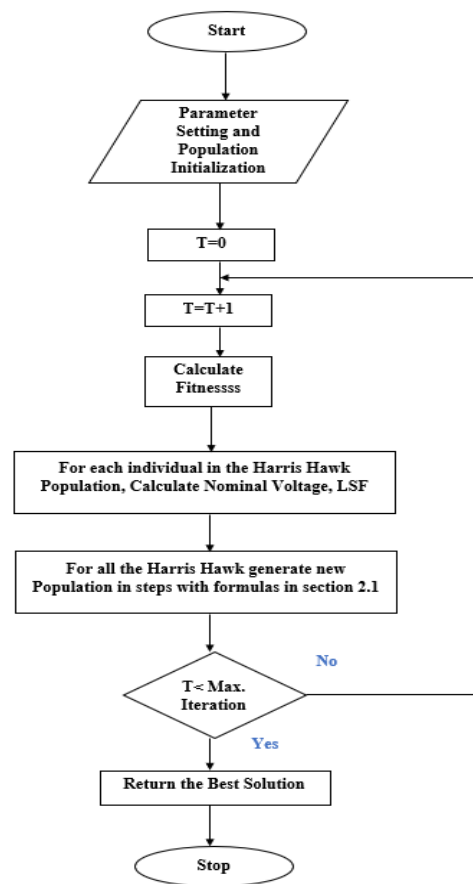 Start
Parameter
Setting and
Population
Initialization
T=0
T=T+1
Calculate
Fitnessss
For each individual in the Harris Hawk
Population, Calculate Nominal Voltage, LSF
For all the Harris Hawk generate new
Population in steps with formulas in section 2.1
No
T< Max.
Iteration
Yes
Return the Best Solution
Stop